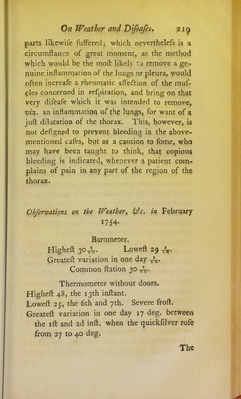 On Weather and Diſeaſes. 219
parts likewiſe ſuffered; which nevertheleſs is a
circumſtance of great moment, as the method
which would be the moſt likely to remove a ge-
nuine inflammation of the lungs or pleura, would
often increaſe a rheumatic affection of the muſ-
cles concerned in reſpiration, and bring on that
very diſeaſe which it was intended to remove,
viz. an inflammation of the lungs, for want of a
juſt dilatation of the thorax. This, however, is
not deſigned to prevent bleeding in the above-
mentioned caſes, but as a caution to ſome, who
may have been taught to think, that copious
bleeding is indicated, whenever a patient com-
plains of pain in any part of the region of the
thorax.
Obſervations on the Weather, &c. in February
1754.
Barometer.
Higheſt 30 Loweſt 29
Greateſt variation in one day
Common ſtation 30
Thermometer without doors.
Higheſt 48, the 13th inſtant.
Loweſt 25, the 6th and 7th. Severe froſt.
Greateſt variation in one day 17 deg. between
the 1ſt and 2d inſt. when the quickſilver roſe
from 27 to 40 deg.
The